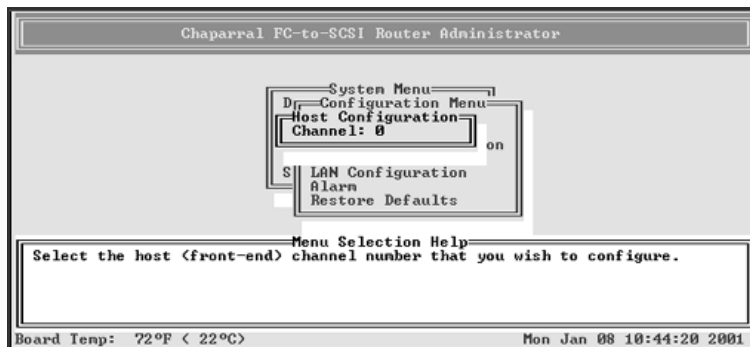 Chaparral FC-to-SCSI Router Administrator
System Menu
D
Configuration Menu
Host Configuration
Channel: 0
on
S
LAN Configuration
Alarm
Restore Defaults
Menu Selection Help
Select the host (front-end) channel number that you wish to configure.
Board Temp: 72ºF ( 22ºC)
Mon Jan 08 10:44:20 2001